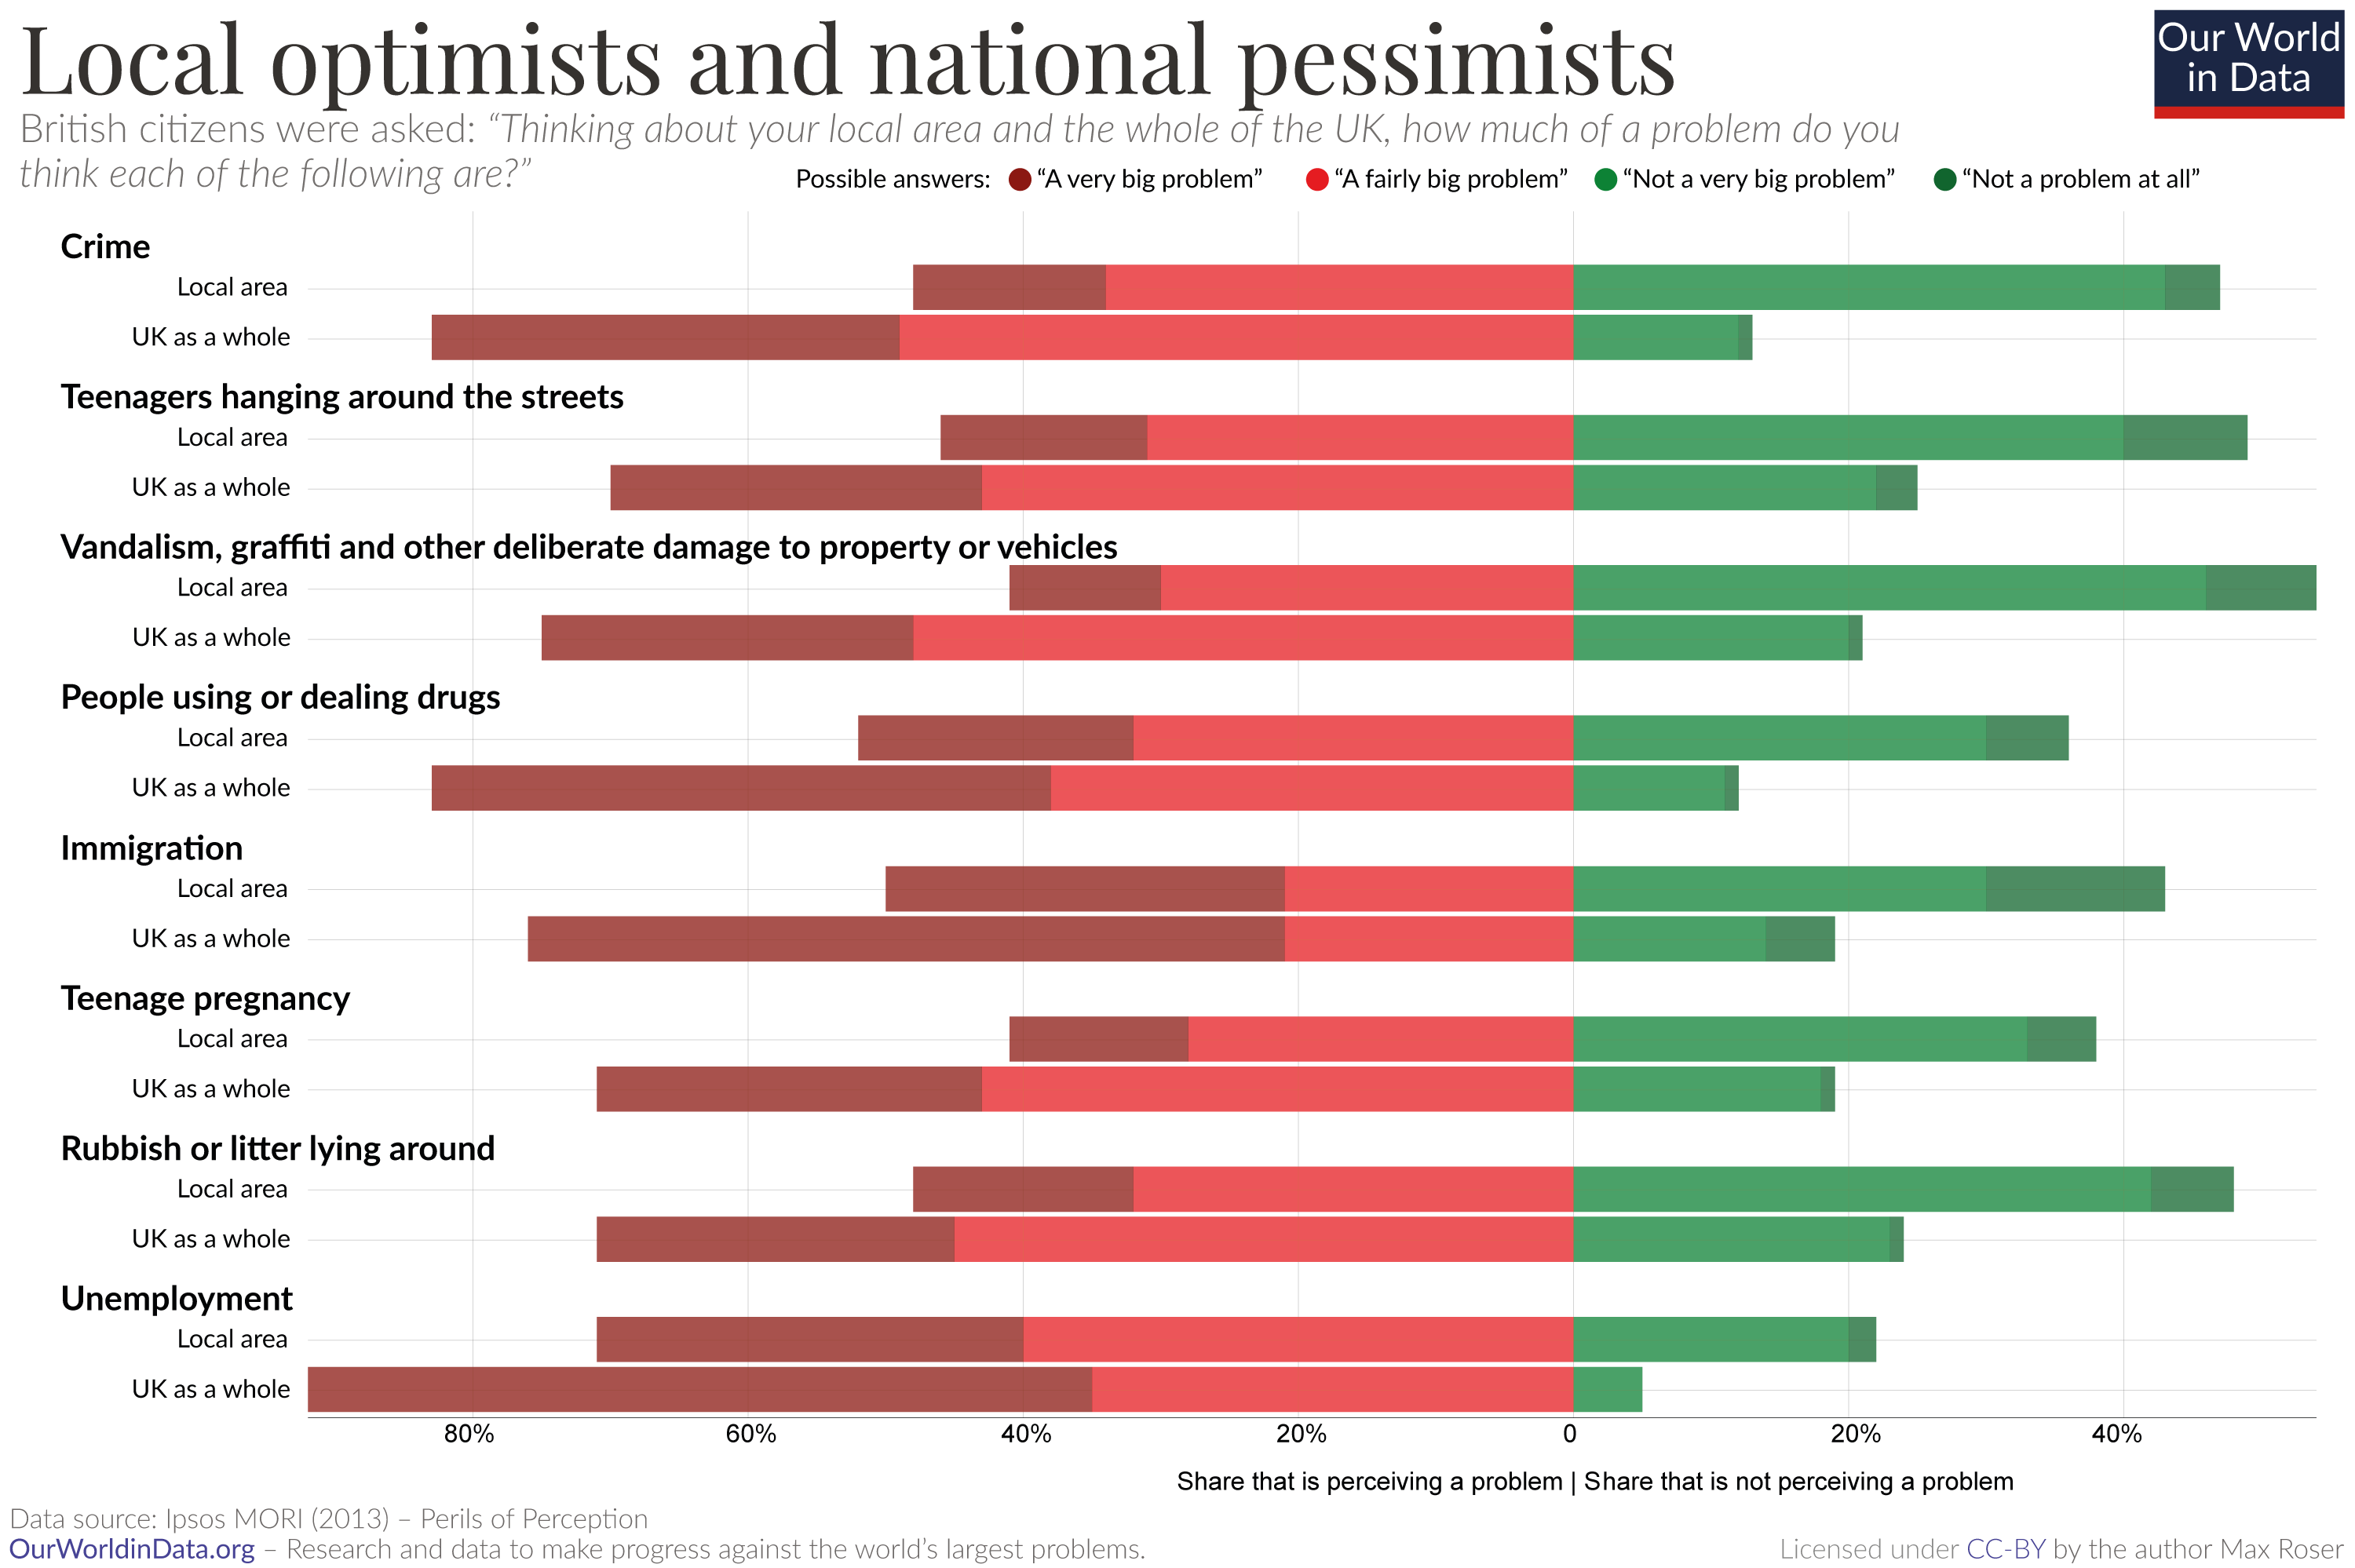 Local optimists and national pessimists
Our World
in Data
British citizens were asked: “Thinking about your local area and the whole of the UK, how much of a problem do you
think each of the following are?”
Possible answers: “A very big problem” “A fairly big problem” “Not a very big problem” “Not a problem at all”
Crime
Local area
UK as a whole
Teenagers hanging around the streets
Local area
UK as a whole
Vandalism, graffiti and other deliberate damage to property or vehicles
Local area
UK as a whole
People using or dealing drugs
Local area
UK as a whole
Immigration
Local area
UK as a whole
Teenage pregnancy
Local area
UK as a whole
Rubbish or litter lying around
Local area
UK as a whole
Unemployment
Local area
UK as a whole
80% 60% 40% 20% 0 20% 40%
Share that is perceiving a problem | Share that is not perceiving a problem
Data source: Ipsos MORI (2013) – Perils of Perception
OurWorldinData.org – Research and data to make progress against the world’s largest problems.
Licensed under CC-BY by the author Max Roser